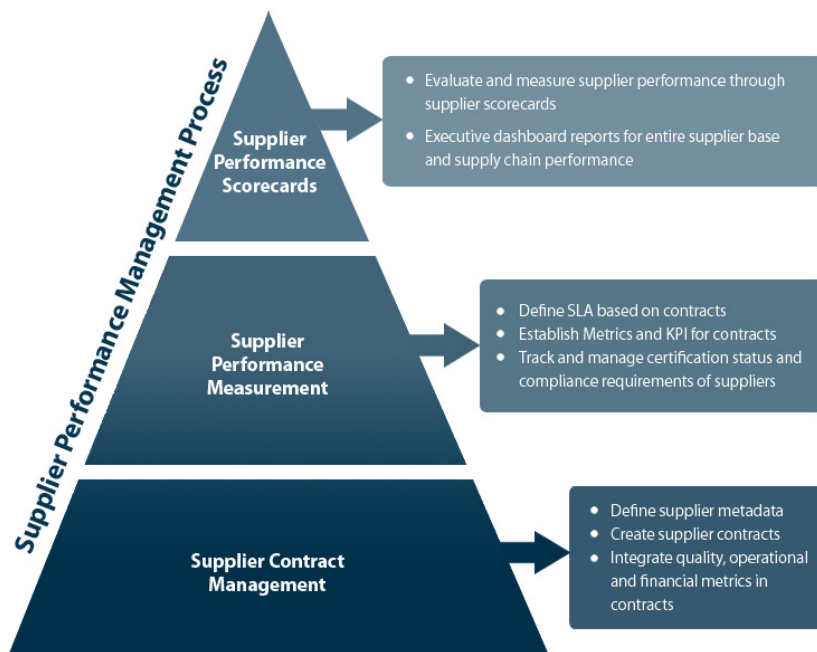 Supplier Performance Management Process
Supplier
Performance
Scorecards
Evaluate and measure supplier performance through
supplier scorecards
Executive dashboard reports for entire supplier base
and supply chain performance
Supplier
Performance
Measurement
Define SLA based on contracts
Establish Metrics and KPI for contracts
Track and manage certification status and
compliance requirements of suppliers
Supplier Contract
Management
Define supplier metadata
Create supplier contracts
Integrate quality, operational
and financial metrics in
contracts